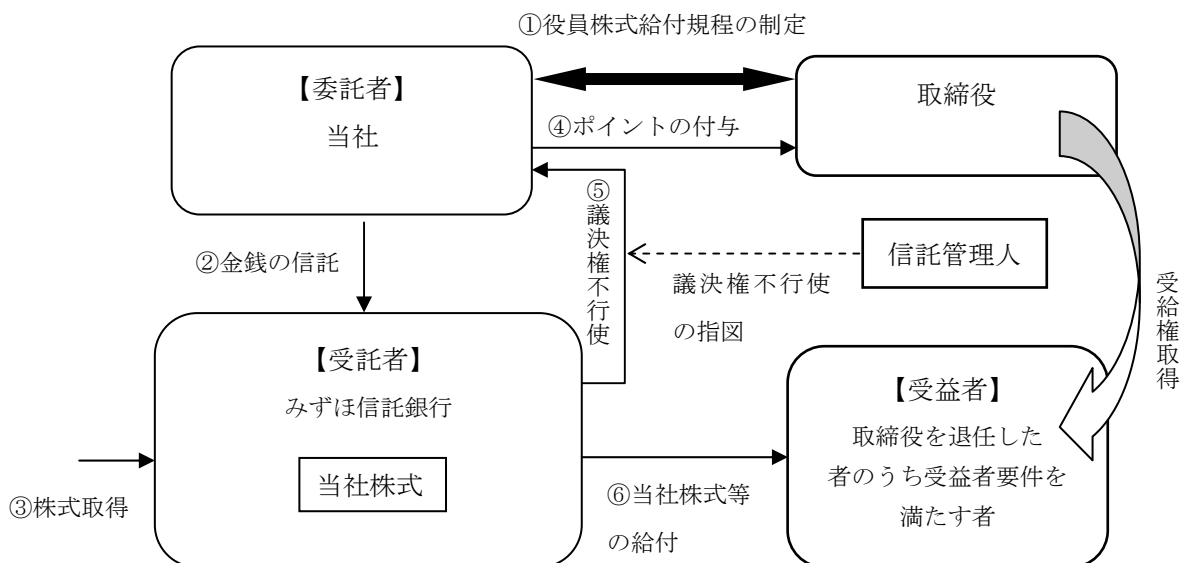 ①役員株式給付規程の制定
【委託者】
当社
取締役
④ポイントの付与
⑤議決権不行使
②金銭の信託
信託管理人
議決権不行使
の指図
受給権取得
【受託者】
みずほ信託銀行
当社株式
③株式取得
【受益者】
取締役を退任した
者のうち受益者要件を
満たす者
⑥当社株式等
の給付